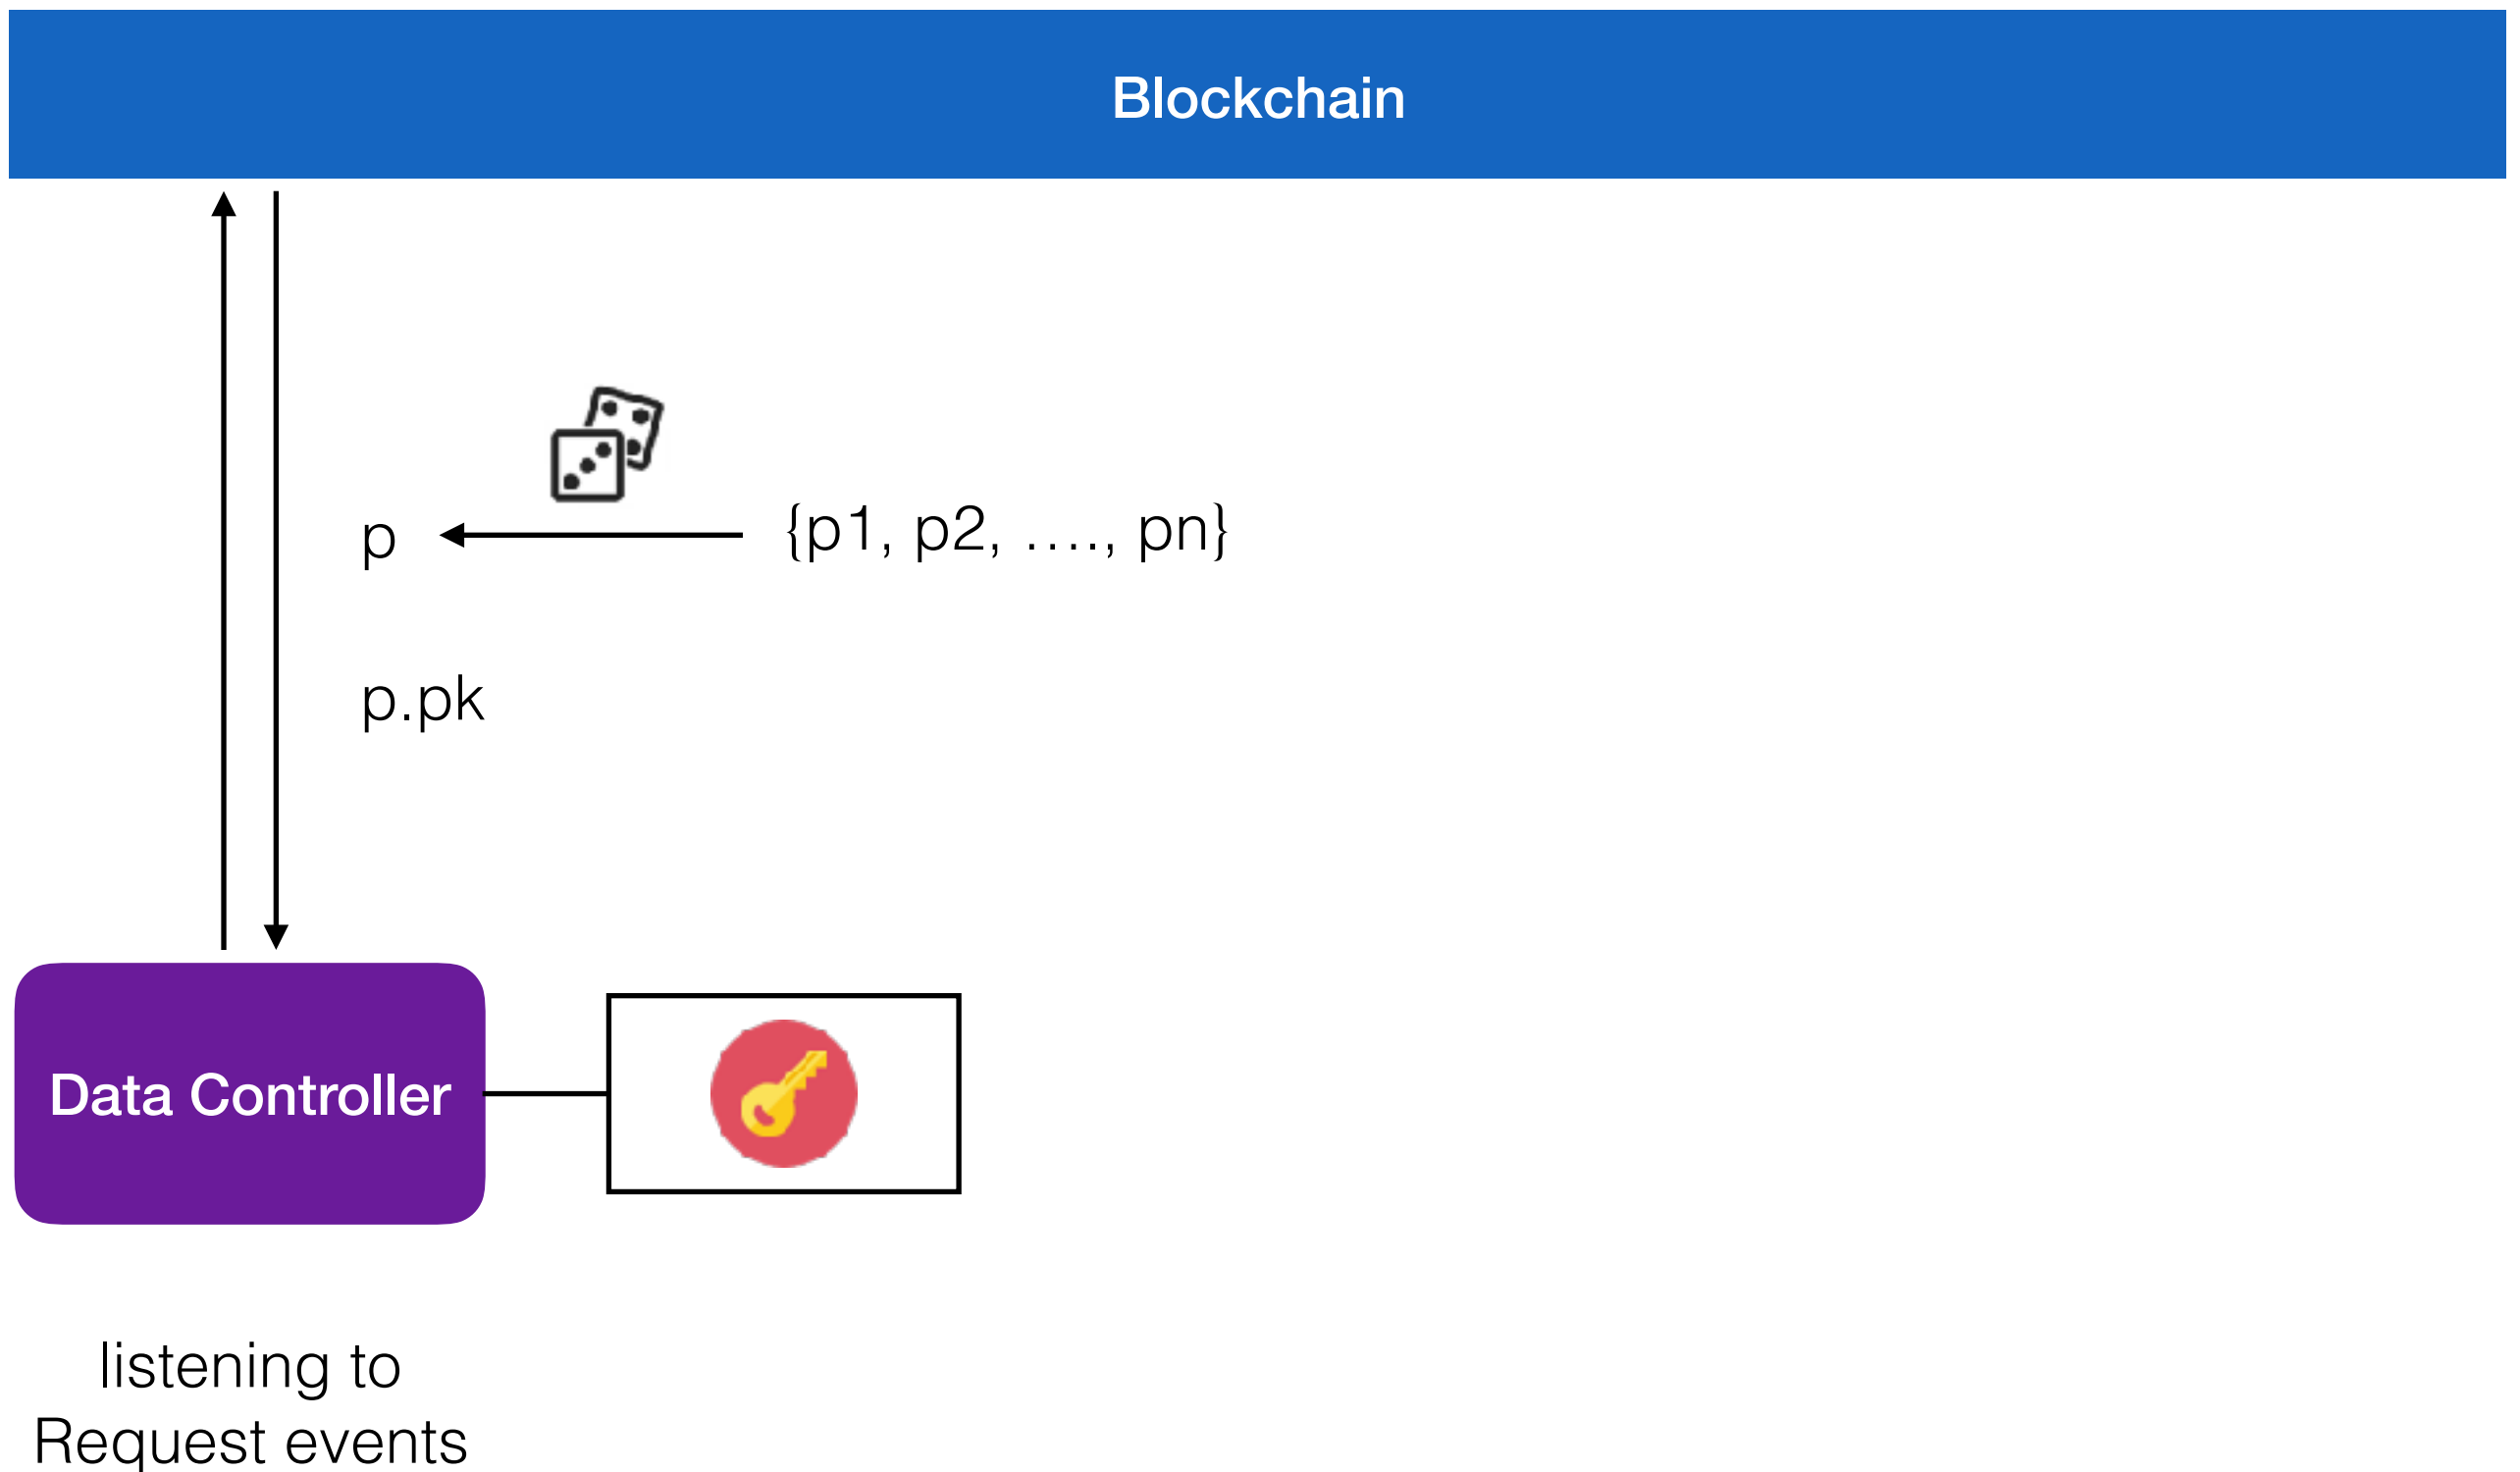 Blockchain
p
{p1, p2, ...., pn}
p.pk
Data Controller
listening to
Request events